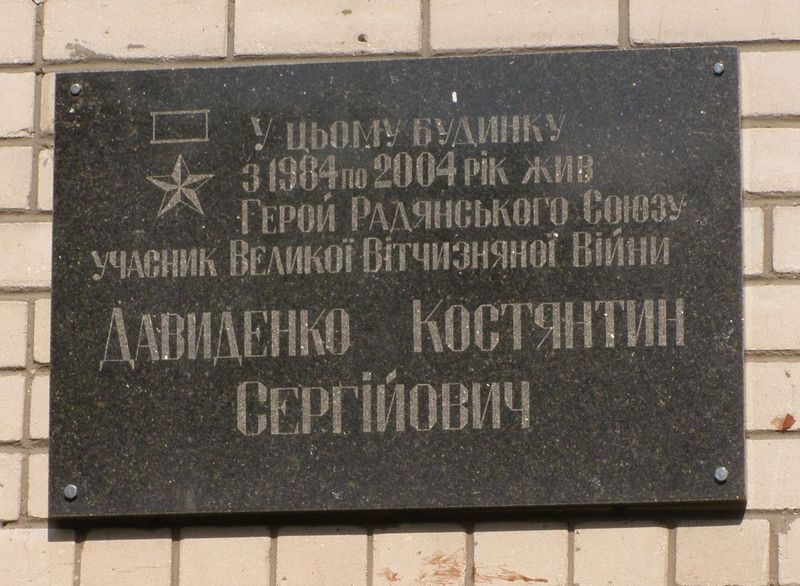 У цьому будинку
з 1984 по 2004 рік жив
Герой Радянського Союзу
учасник Великої Вітчизняної Війни
Давиденко Костянтин
Сергійович